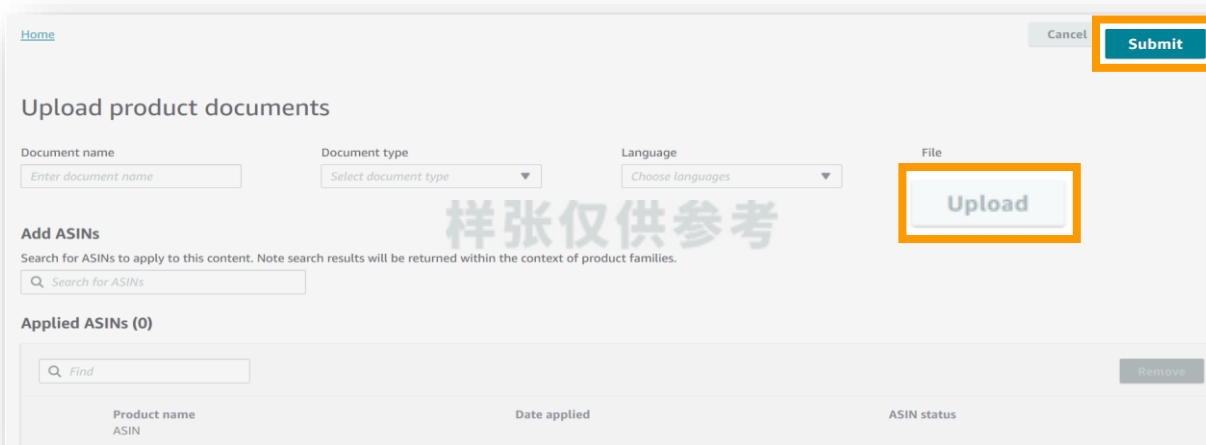 Home
Cancel
Submit
Upload product documents
Document name
Document type
Language
File
Enter document name
Select document type
Choose languages
Upload
样张仅供参考
Add ASINs
Search for ASINs to apply to this content. Note search results will be returned within the context of product families.
Search for ASINs
Applied ASINs (0)
Find
Remove
Product name
Date applied
ASIN status
ASIN